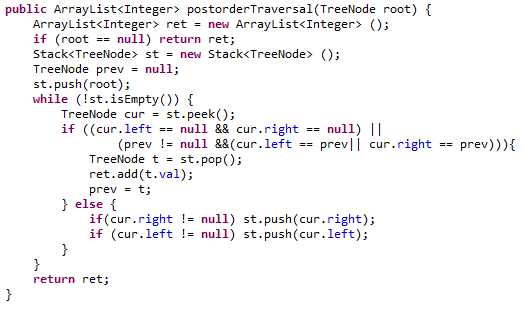 public ArrayList<Integer> postorderTraversal(TreeNode root) {
    ArrayList<Integer> ret = new ArrayList<Integer> ();
    if (root == null) return ret;
    Stack<TreeNode> st = new Stack<TreeNode> ();
    TreeNode prev = null;
    st.push(root);
    while (!st.isEmpty()) {
        TreeNode cur = st.peek();
        if ((cur.left == null && cur.right == null) ||
                (prev != null &&(cur.left == prev|| cur.right == prev))){
            TreeNode t = st.pop();
            ret.add(t.val);
            prev = t;
        } else {
            if(cur.right != null) st.push(cur.right);
            if (cur.left != null) st.push(cur.left);
        }
    }
    return ret;
}